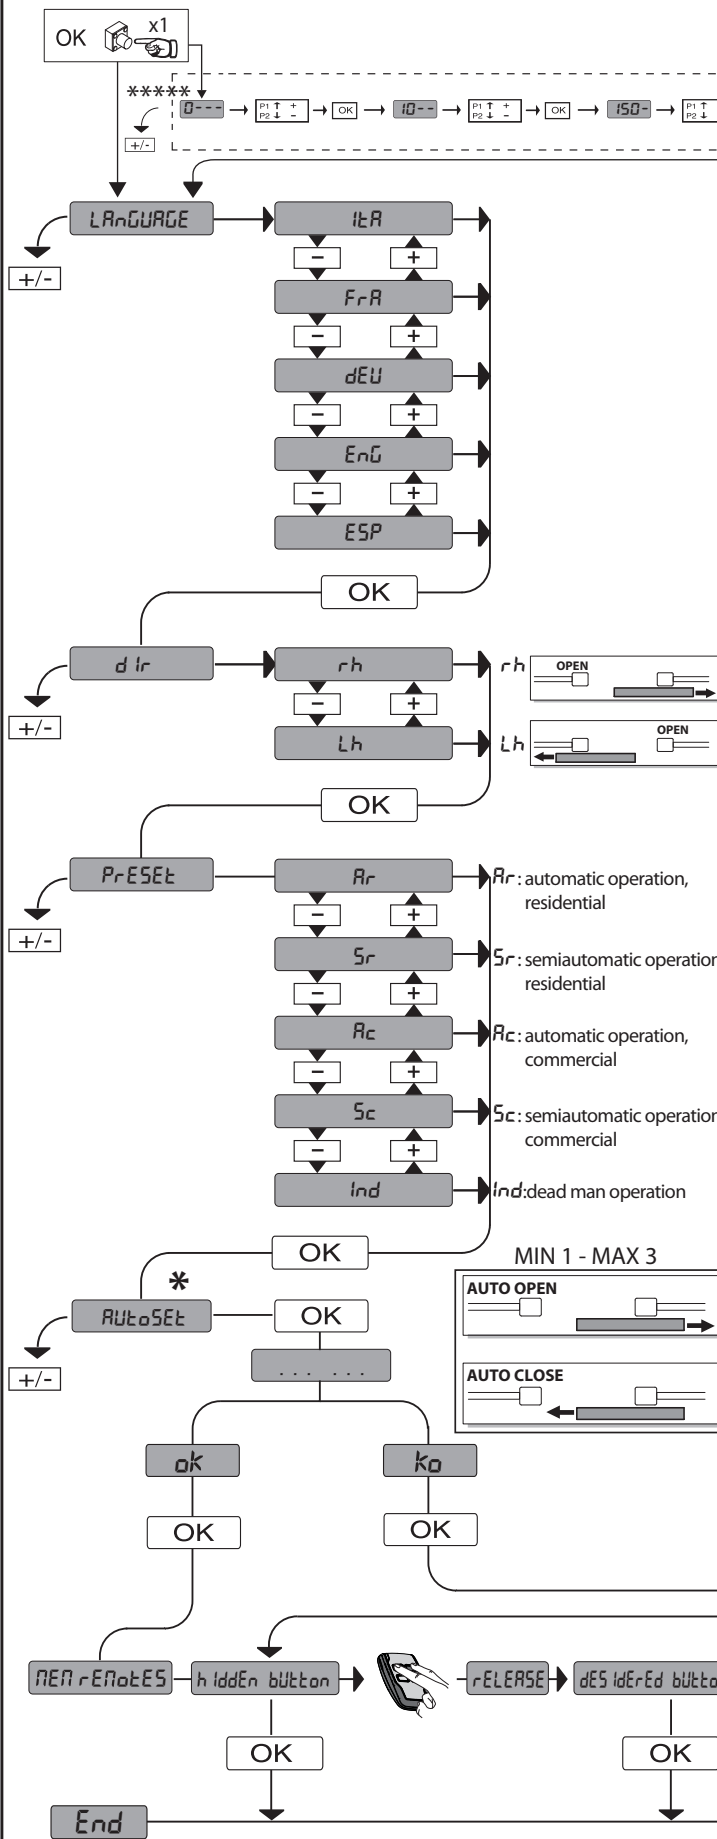 OK x1
*****
0--- P1 ↑ + P2 ↓ - OK 10-- P1 ↑ + P2 ↓ - OK 150- P1 ↑ P2 ↓
+/-
LAnGUAGE ItA
+/- - +
FrA
- +
dEU
- +
EnG
- +
ESP
OK
dIr rh rh OPEN
+/- - +
Lh Lh OPEN
OK
PrESEt Ar Ar: automatic operation,
residential
+/- - +
Sr Sr: semiautomatic operation
residential
- +
Ac Ac: automatic operation,
commercial
- +
Sc Sc: semiautomatic operation
commercial
- +
Ind Ind:dead man operation
OK MIN 1 - MAX 3
*
AUtoSEt OK AUTO OPEN
+/- ... ...
AUTO CLOSE
ok ko
OK OK
MEM rEMotES hIddEn bUtton rELEASE dESIdErEd bUtto
OK OK
End